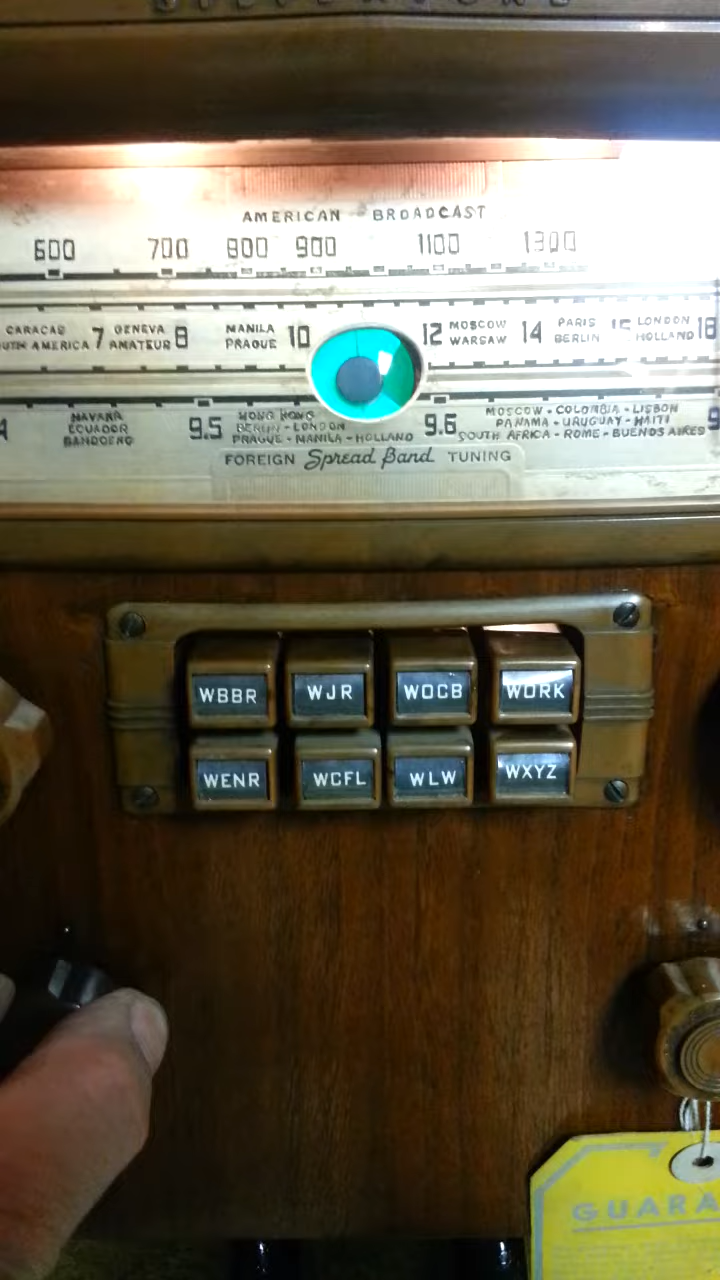 AMERICAN BROADCAST
600 700 800 900 1100 1300
CARACAS 7 GENEVA 8 MANILA 10 12 MOSCOW 14 PARIS 15 LONDON 18
AMERICA AMATEUR PRAGUE WARSAW BERLIN HOLLAND
NAVARR 9.5 HONG KONG 9.6 MOSCOW - COLOMBIA - LISBON
ECUADOR BERLIN - LONDON PANAMA - URUGUAY - HAITI
BANDOENG PRAGUE - MANILA - HOLLAND SOUTH AFRICA - ROME - BUENOS AIRES
FOREIGN Spread Band TUNING
WBBR WJR WOCB WORK
WENR WCFL WLW WXYZ
GUARA